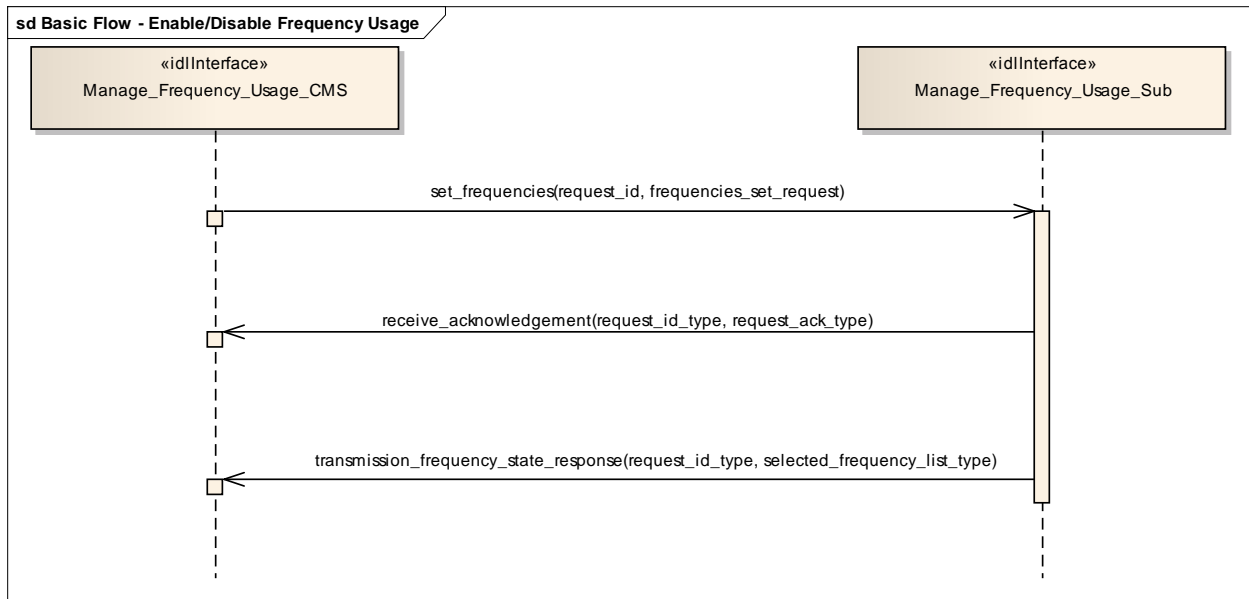 sd Basic Flow - Enable/Disable Frequency Usage
«idlInterface»
Manage_Frequency_Usage_CMS
«idlInterface»
Manage_Frequency_Usage_Sub
set_frequencies(request_id, frequencies_set_request)
receive_acknowledgement(request_id_type, request_ack_type)
transmission_frequency_state_response(request_id_type, selected_frequency_list_type)